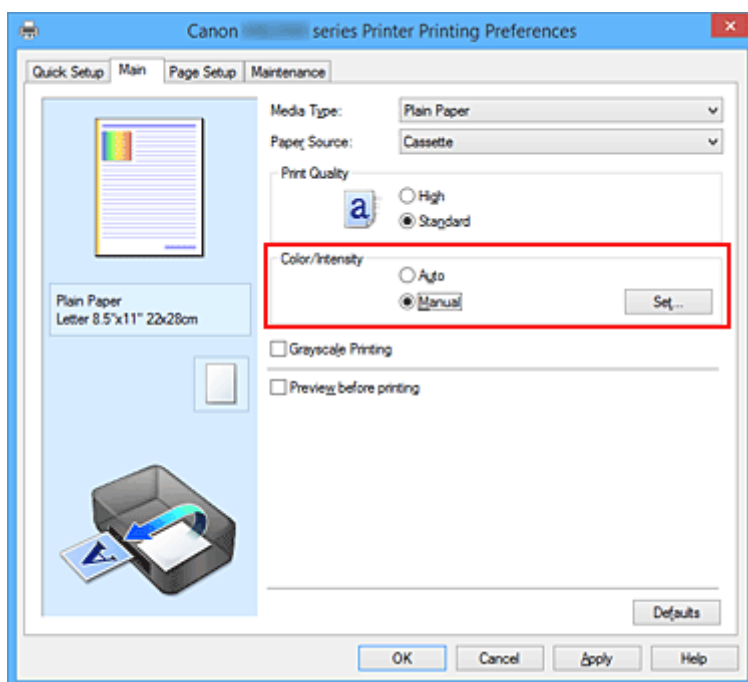 Canon series Printer Printing Preferences
Quick Setup Main Page Setup Maintenance
Media Type: Plain Paper
Paper Source: Cassette
Print Quality
a
High
Standard
Color/Intensity
Auto
Manual Set...
Plain Paper
Letter 8.5"x11" 22x28cm
Grayscale Printing
Preview before printing
A
Defaults
OK Cancel Apply Help